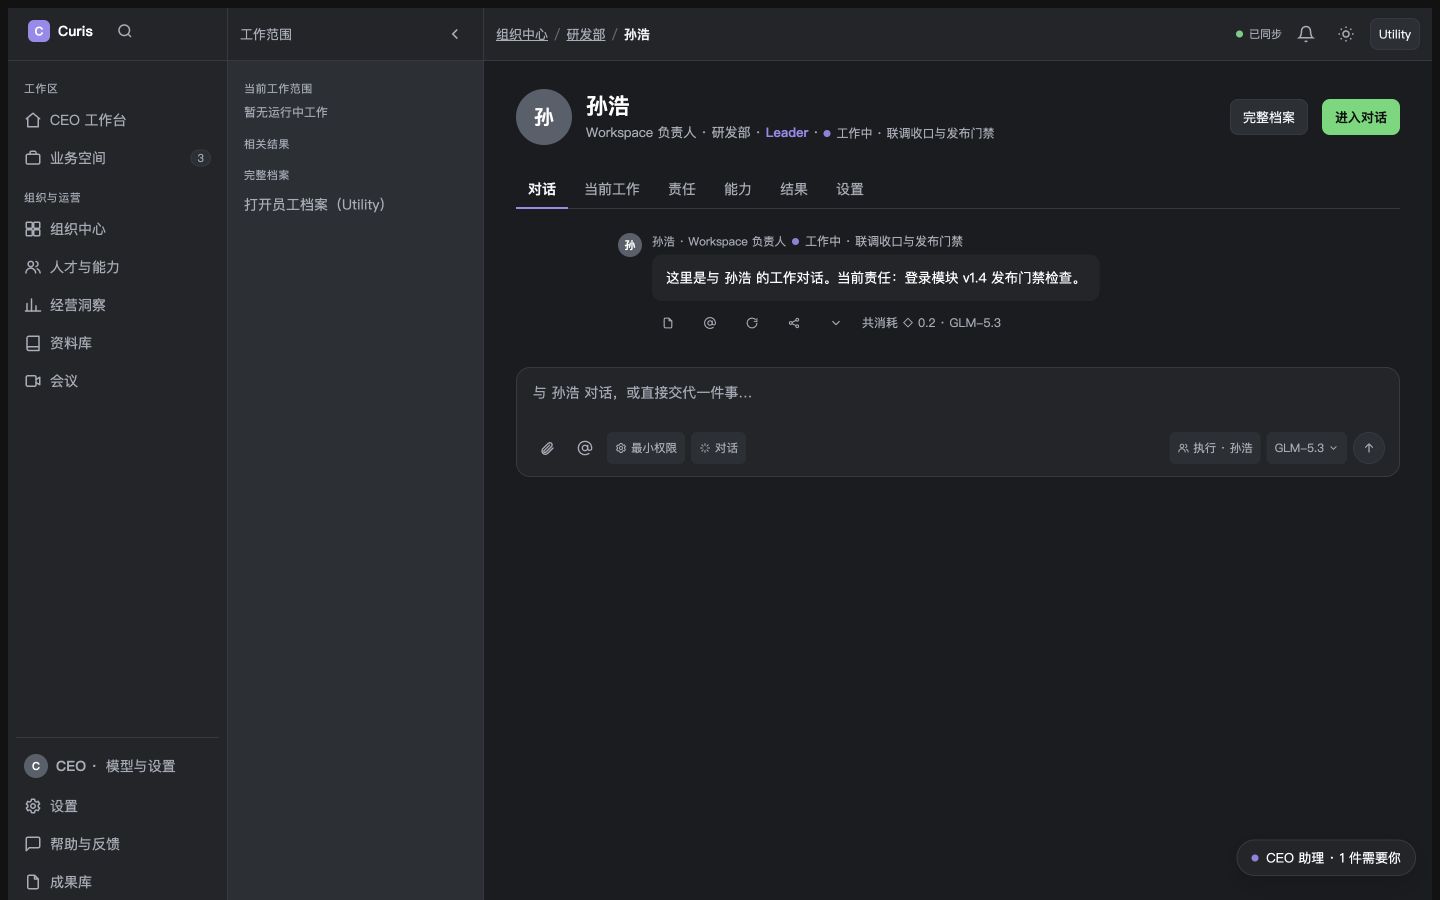 C Curis
工作区
CEO 工作台
业务空间 3
组织与运营
组织中心
人才与能力
经营洞察
资料库
会议
C CEO · 模型与设置
设置
帮助与反馈
成果库
工作范围
当前工作范围
暂无运行中工作
相关结果
完整档案
打开员工档案（Utility）
组织中心 / 研发部 / 孙浩
已同步
Utility
孙
孙浩
Workspace 负责人 · 研发部 · Leader · 工作中 · 联调收口与发布门禁
完整档案
进入对话
对话 当前工作 责任 能力 结果 设置
孙 孙浩 · Workspace 负责人 工作中 · 联调收口与发布门禁
这里是与 孙浩 的工作对话。当前责任：登录模块 v1.4 发布门禁检查。
共消耗 ◇ 0.2 · GLM-5.3
与 孙浩 对话，或直接交代一件事…
@ 最小权限 对话 执行 · 孙浩 GLM-5.3
CEO 助理 · 1 件需要你